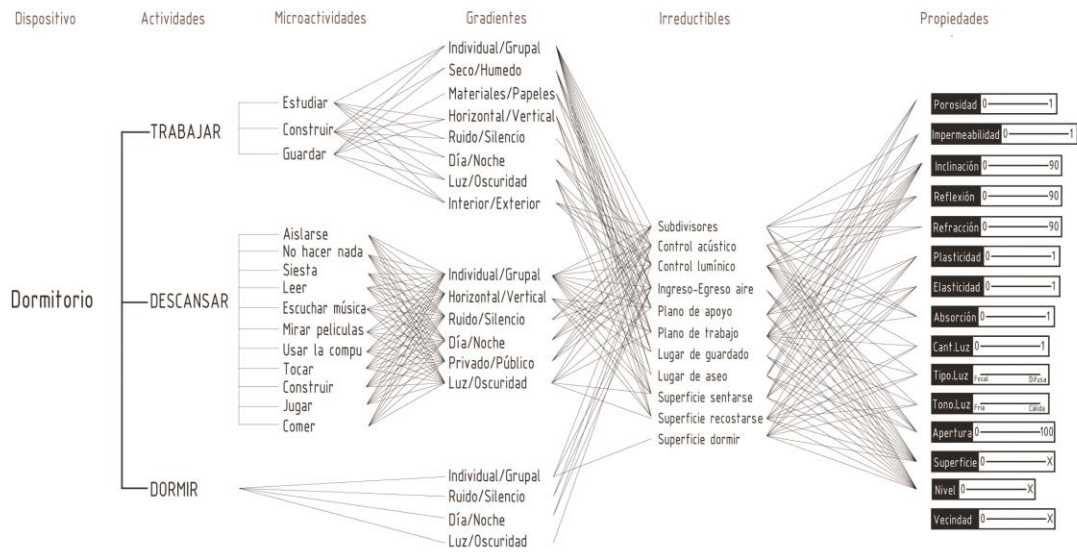 Dispositivo
Actividades
Microactividades
Gradientes
Irreductibles
Propiedades
Dormitorio
TRABAJAR
DESCANSAR
DORMIR
Estudiar
Construir
Guardar
Aislarse
No hacer nada
Siesta
Leer
Escuchar música
Mirar peliculas
Usar la compu
Tocar
Construir
Jugar
Comer
Individual/Grupal
Seco/Humedo
Materiales/Papeles
Horizontal/Vertical
Ruido/Silencio
Día/Noche
Luz/Oscuridad
Interior/Exterior
Individual/Grupal
Horizontal/Vertical
Ruido/Silencio
Día/Noche
Privado/Público
Luz/Oscuridad
Individual/Grupal
Ruido/Silencio
Día/Noche
Luz/Oscuridad
Subdivisores
Control acústico
Control lumínico
Ingreso-Egreso aire
Plano de apoyo
Plano de trabajo
Lugar de guardado
Lugar de aseo
Superficie sentarse
Superficie recostarse
Superficie dormir
Porosidad 0 1
Impermeabilidad 0 1
Inclinación 0 90
Reflexión 0 90
Refracción 0 90
Plasticidad 0 1
Elasticidad 0 1
Absorción 0 1
Cant.Luz 0 1
Tipo.Luz Focal Difusa
Tono.Luz Fria Cálida
Apertura 0 100
Superficie 0 X
Nivel 0 X
Vecindad 0 X